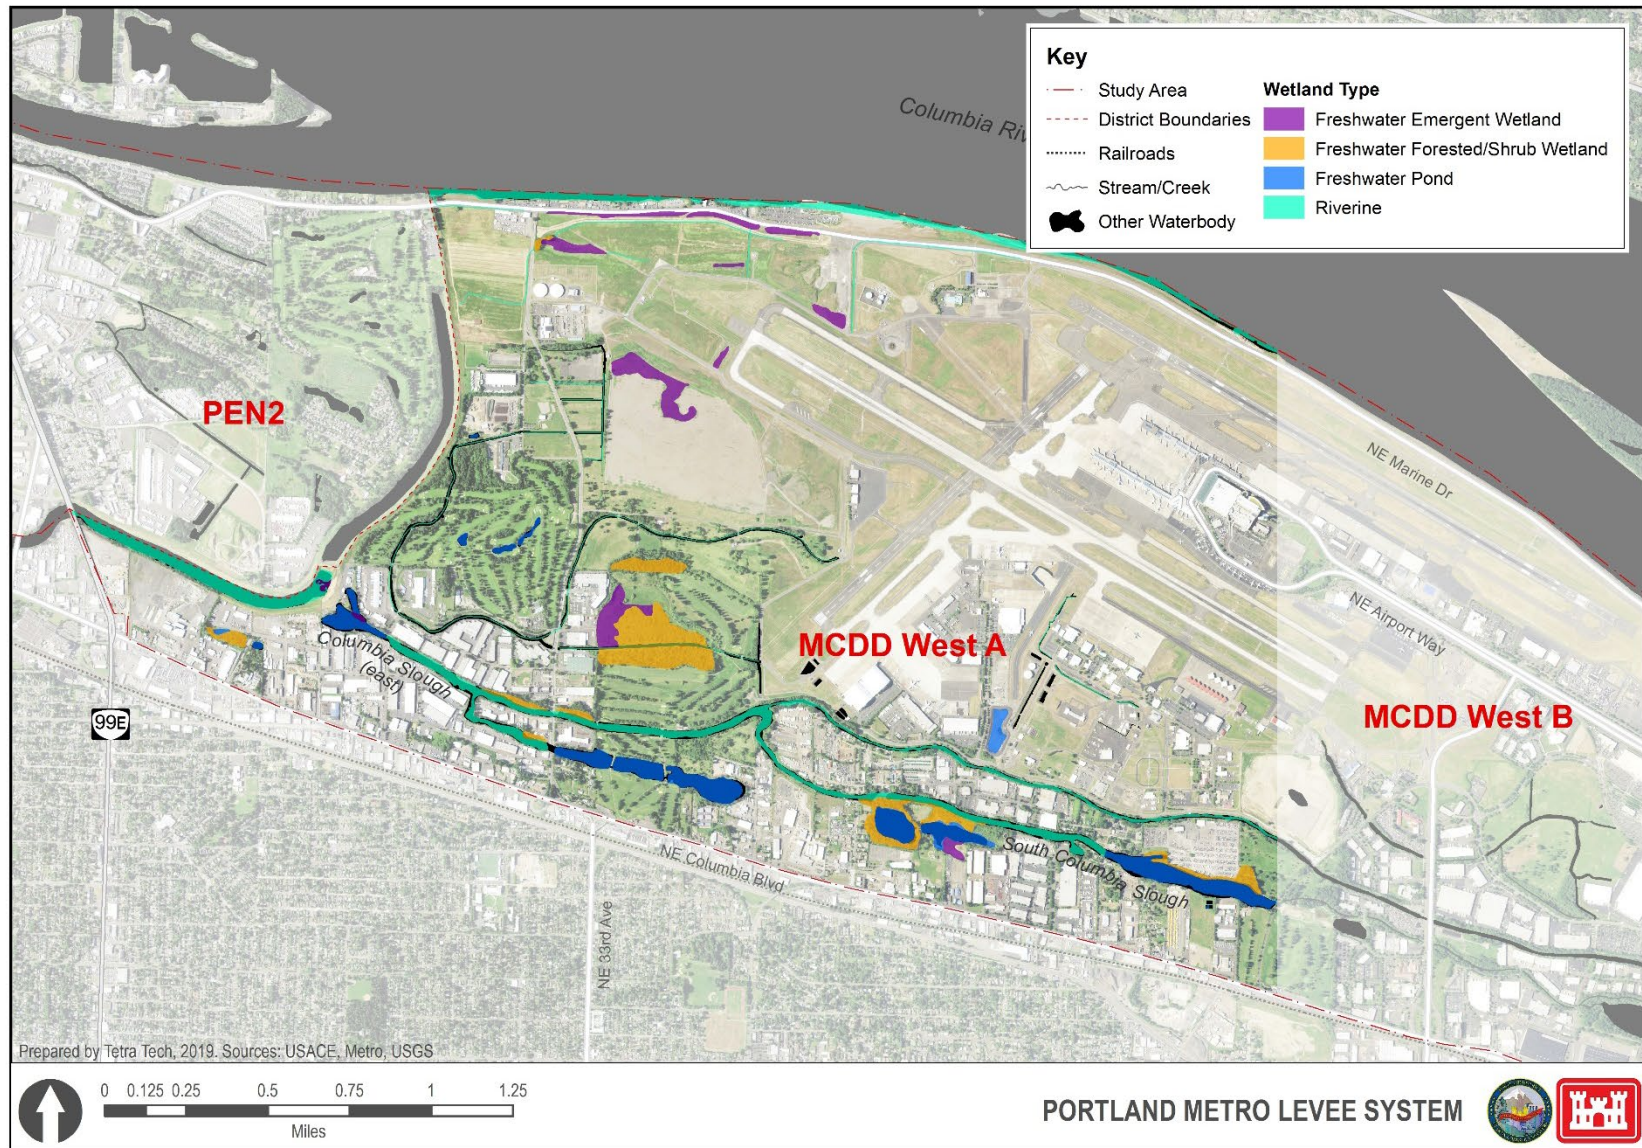 Key
Study Area
District Boundaries
Railroads
Stream/Creek
Other Waterbody
Wetland Type
Freshwater Emergent Wetland
Freshwater Forested/Shrub Wetland
Freshwater Pond
Riverine
Columbia Riv
PEN2
NE Marine Dr
NE Airport Way
MCDD West A
MCDD West B
Columbia Slough
(east)
99E
South Columbia Slough
NE Columbia Blvd
NE 33rd Ave
Prepared by Tetra Tech, 2019. Sources: USACE, Metro, USGS
0 0.125 0.25 0.5 0.75 1 1.25
Miles
PORTLAND METRO LEVEE SYSTEM